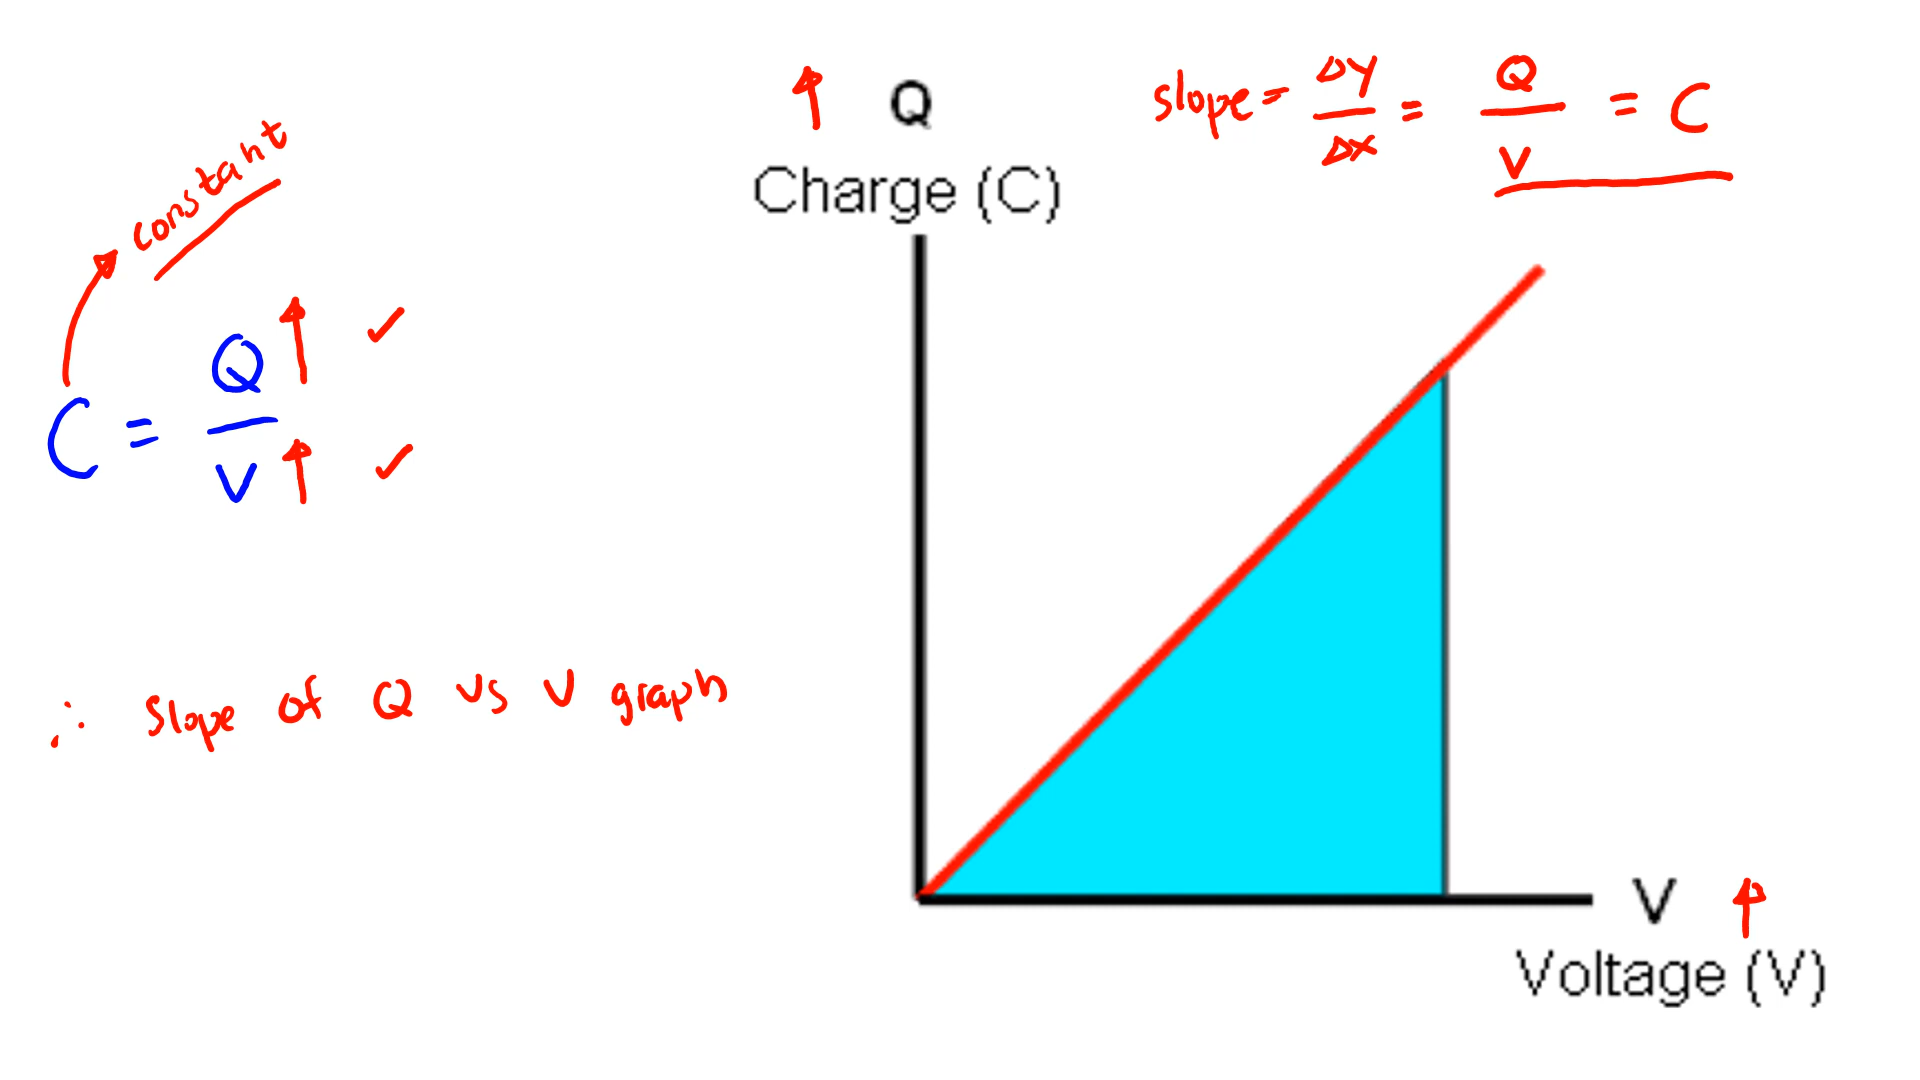 constant
C = Q / V
∴ Slope of Q vs V graph
Q
Charge (C)
slope = ΔY / ΔX = Q / V = C
V
Voltage (V)